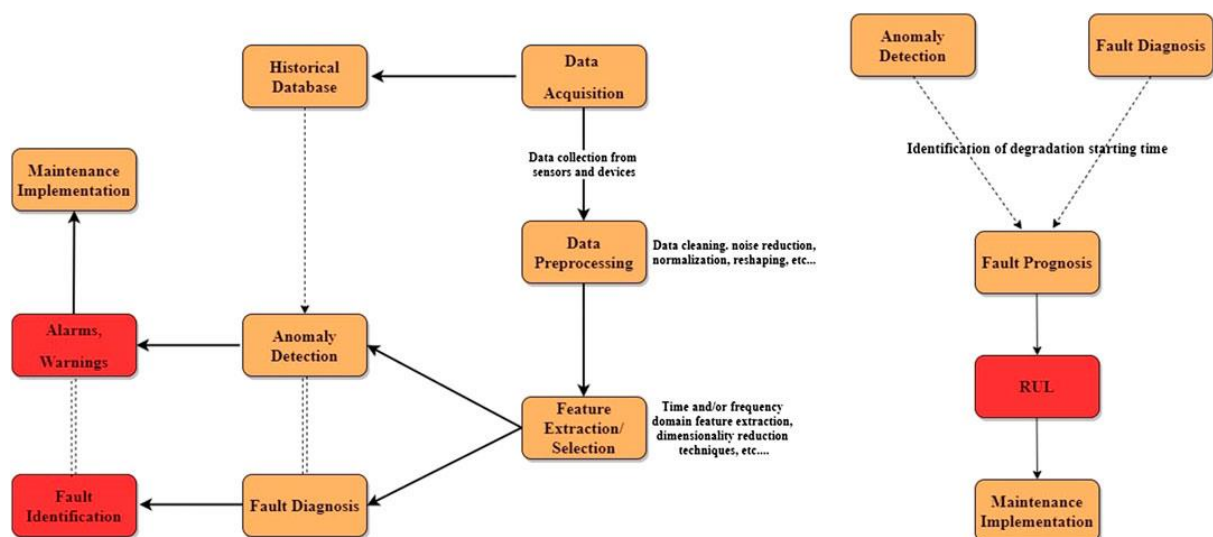 Historical
Database
Data
Acquisition
Data collection from
sensors and devices
Maintenance
Implementation
Data
Preprocessing
Data cleaning. noise reduction,
normalization, reshaping, etc...
Alarms,
Warnings
Anomaly
Detection
Feature
Extraction/
Selection
Time and/or frequency
domain feature extraction,
dimensionality reduction
techniques, etc....
Fault
Identification
Fault Diagnosis
Anomaly
Detection
Fault Diagnosis
Identification of degradation starting time
Fault Prognosis
RUL
Maintenance
Implementation